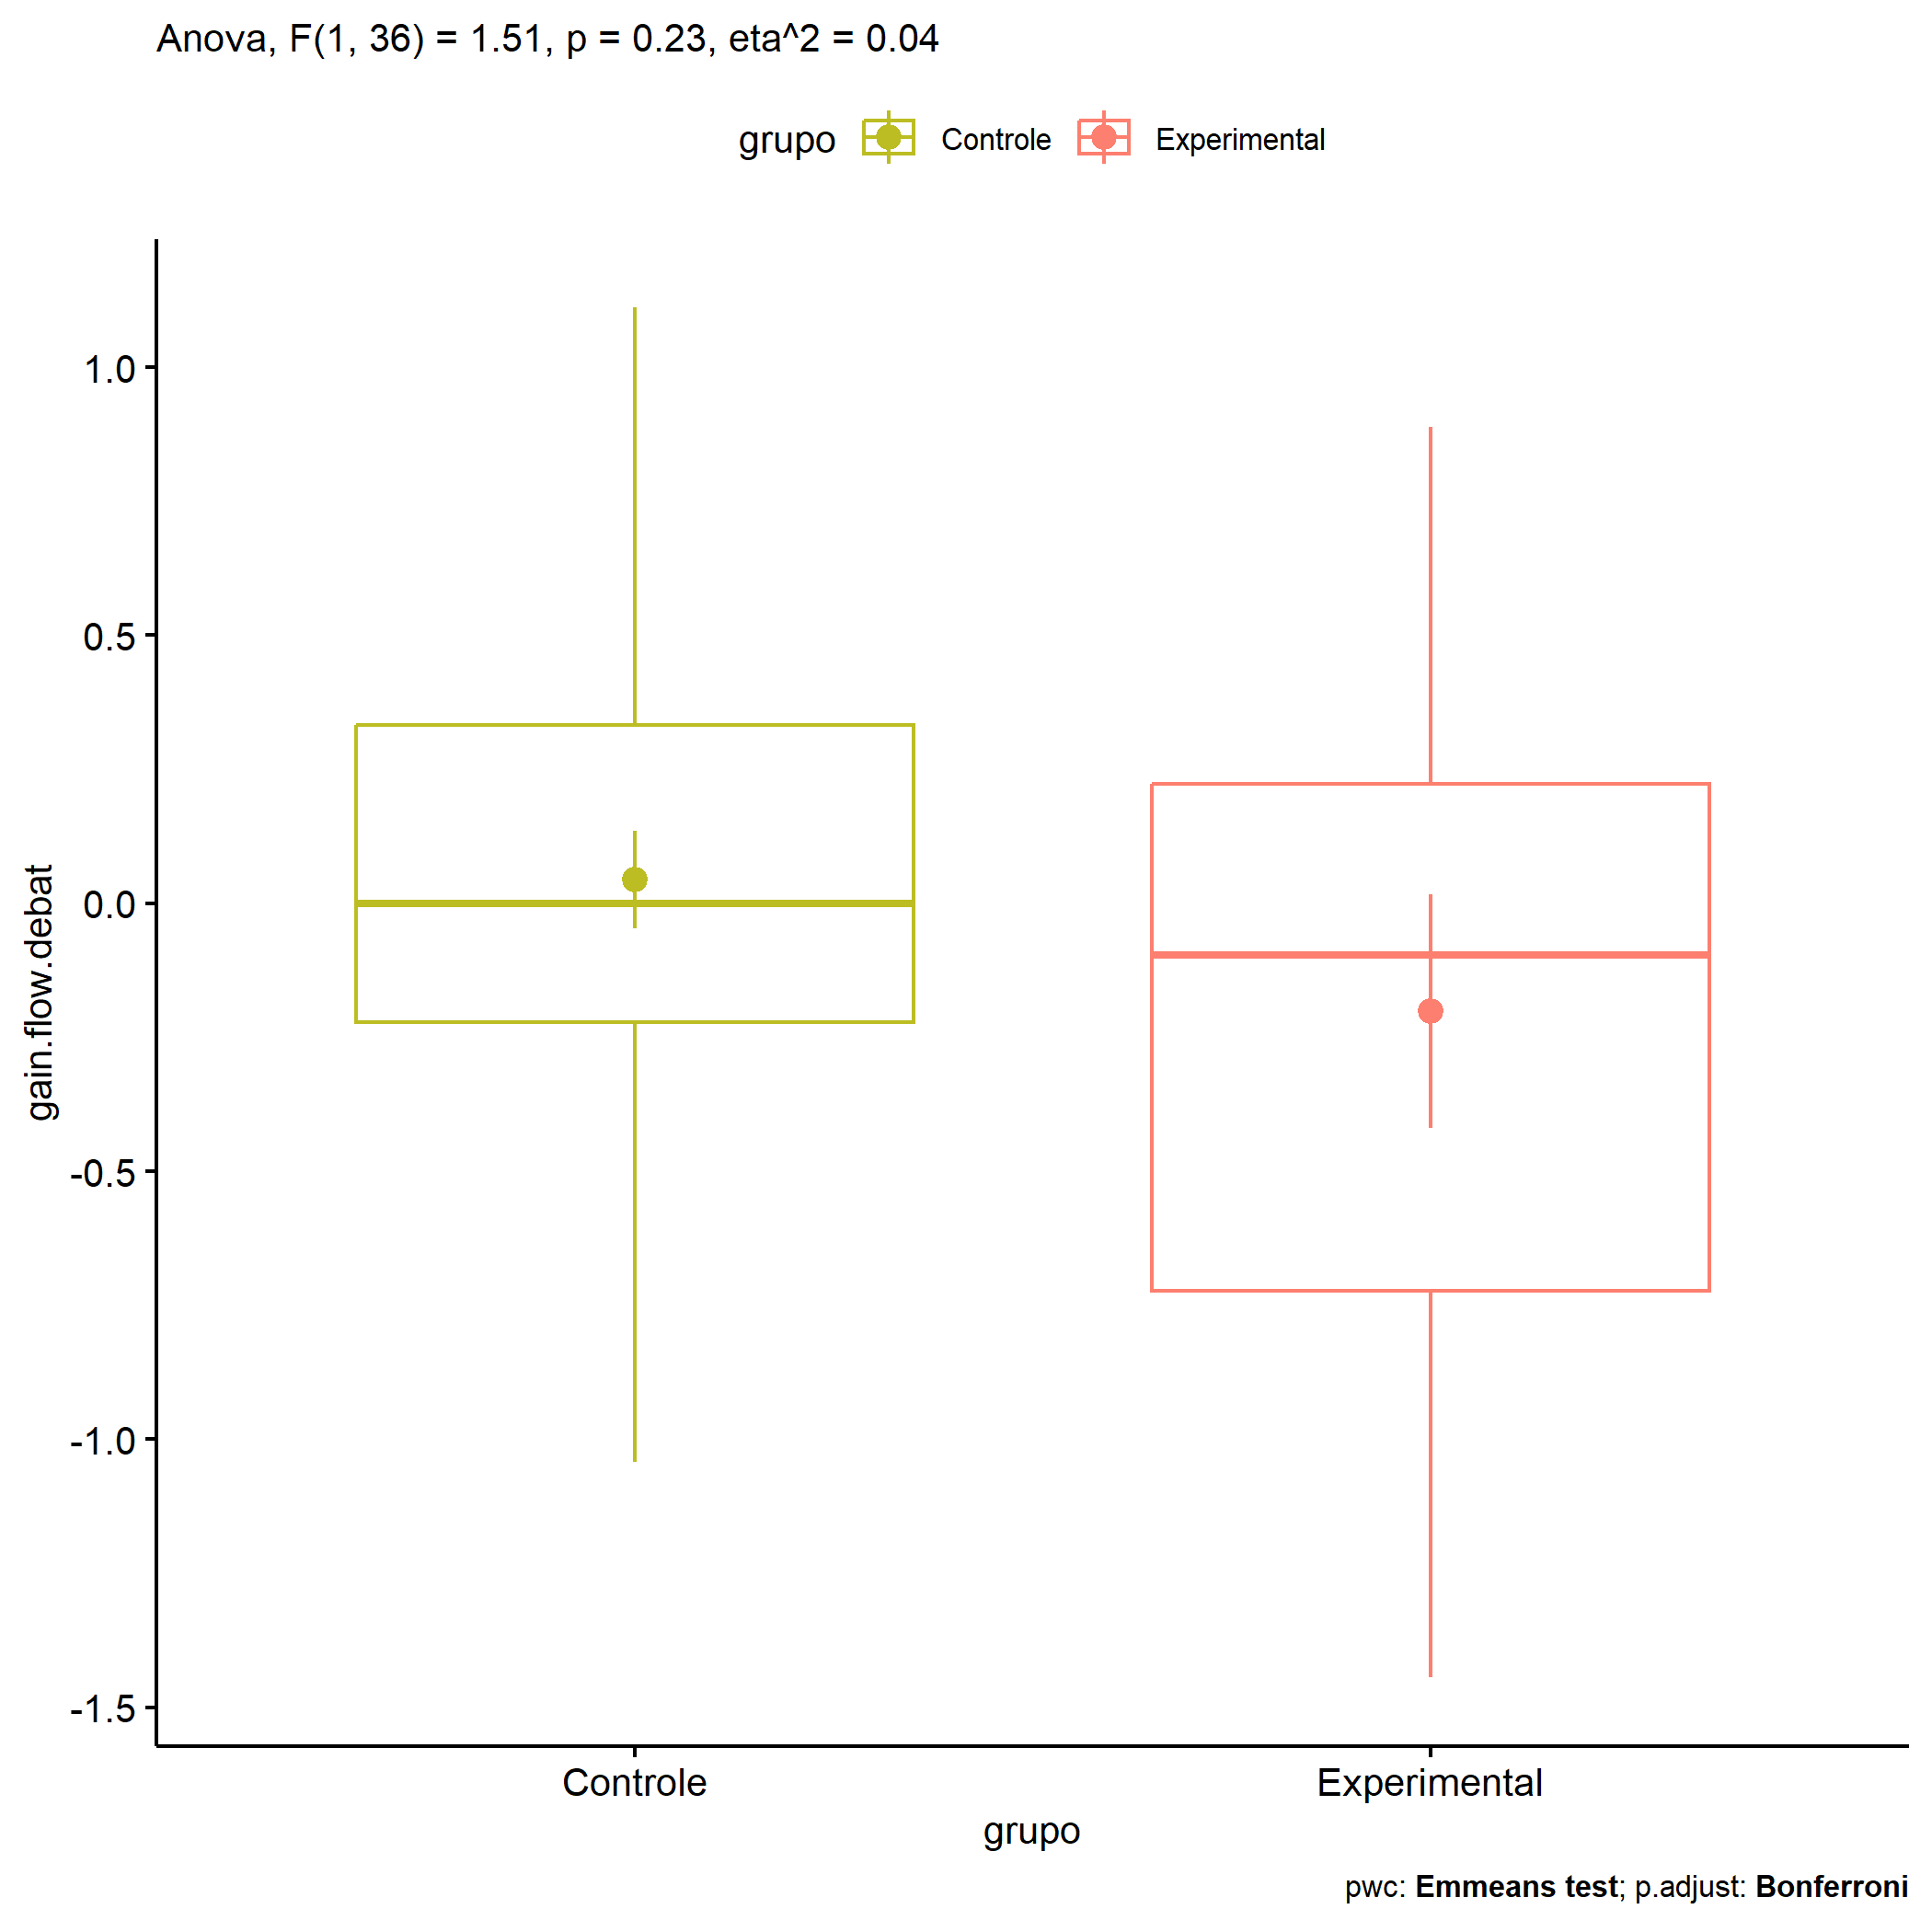 Anova, F(1, 36) = 1.51, p = 0.23, eta^2 = 0.04
grupo Controle Experimental
gain.flow.debat
1.0
0.5
0.0
-0.5
-1.0
-1.5
Controle Experimental
grupo
pwc: Emmeans test; p.adjust: Bonferroni